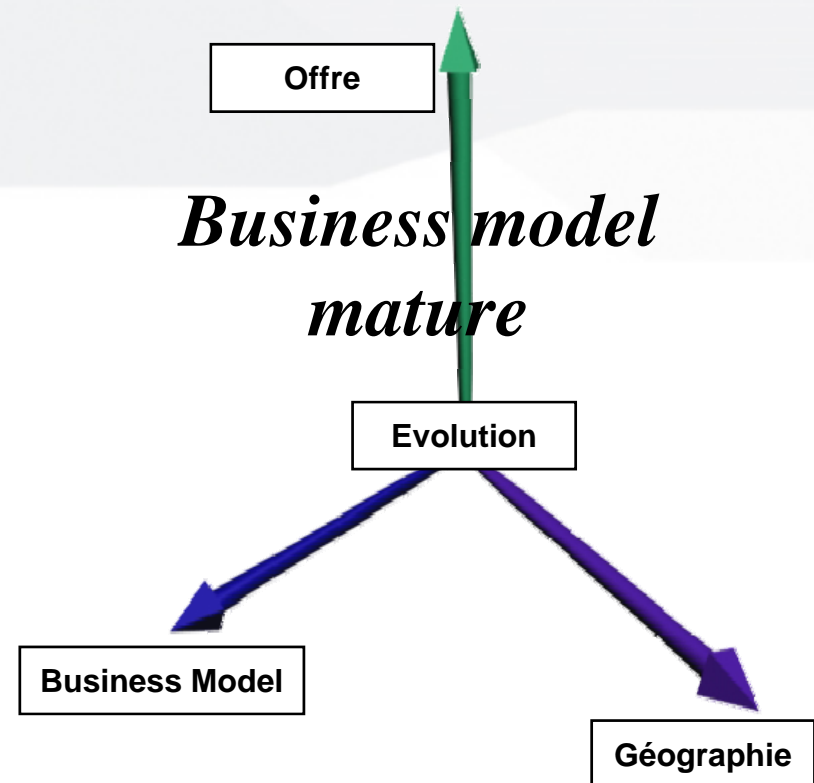 Offre
Business model
mature
Evolution
Business Model
Géographie